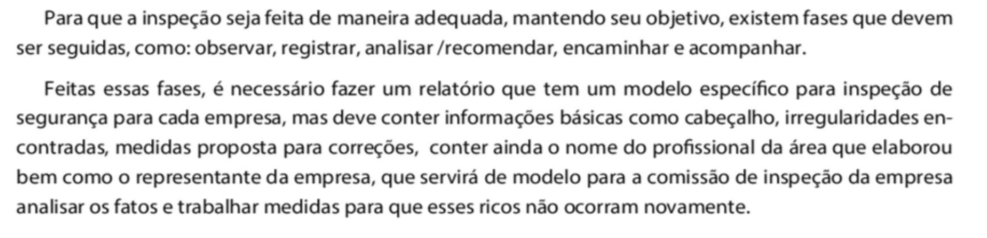 Para que a inspeção seja feita de maneira adequada, mantendo seu objetivo, existem fases que devem
ser seguidas, como: observar, registrar, analisar /recomendar, encaminhar e acompanhar.
Feitas essas fases, é necessário fazer um relatório que tem um modelo específico para inspeção de
segurança para cada empresa, mas deve conter informações básicas como cabeçalho, irregularidades en-
contradas, medidas proposta para correções, conter ainda o nome do profissional da área que elaborou
bem como o representante da empresa, que servirá de modelo para a comissão de inspeção da empresa
analisar os fatos e trabalhar medidas para que esses ricos não ocorram novamente.